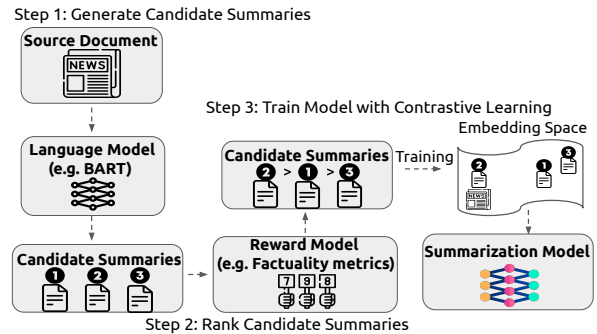 Step 1: Generate Candidate Summaries
Source Document
NEWS
Language Model
(e.g. BART)
Candidate Summaries
1 2 3
Step 2: Rank Candidate Summaries
Reward Model
(e.g. Factuality metrics)
7 9 8
Step 3: Train Model with Contrastive Learning
Candidate Summaries
2 > 1 > 3
Training
Embedding Space
2 1 3
NEWS
Summarization Model